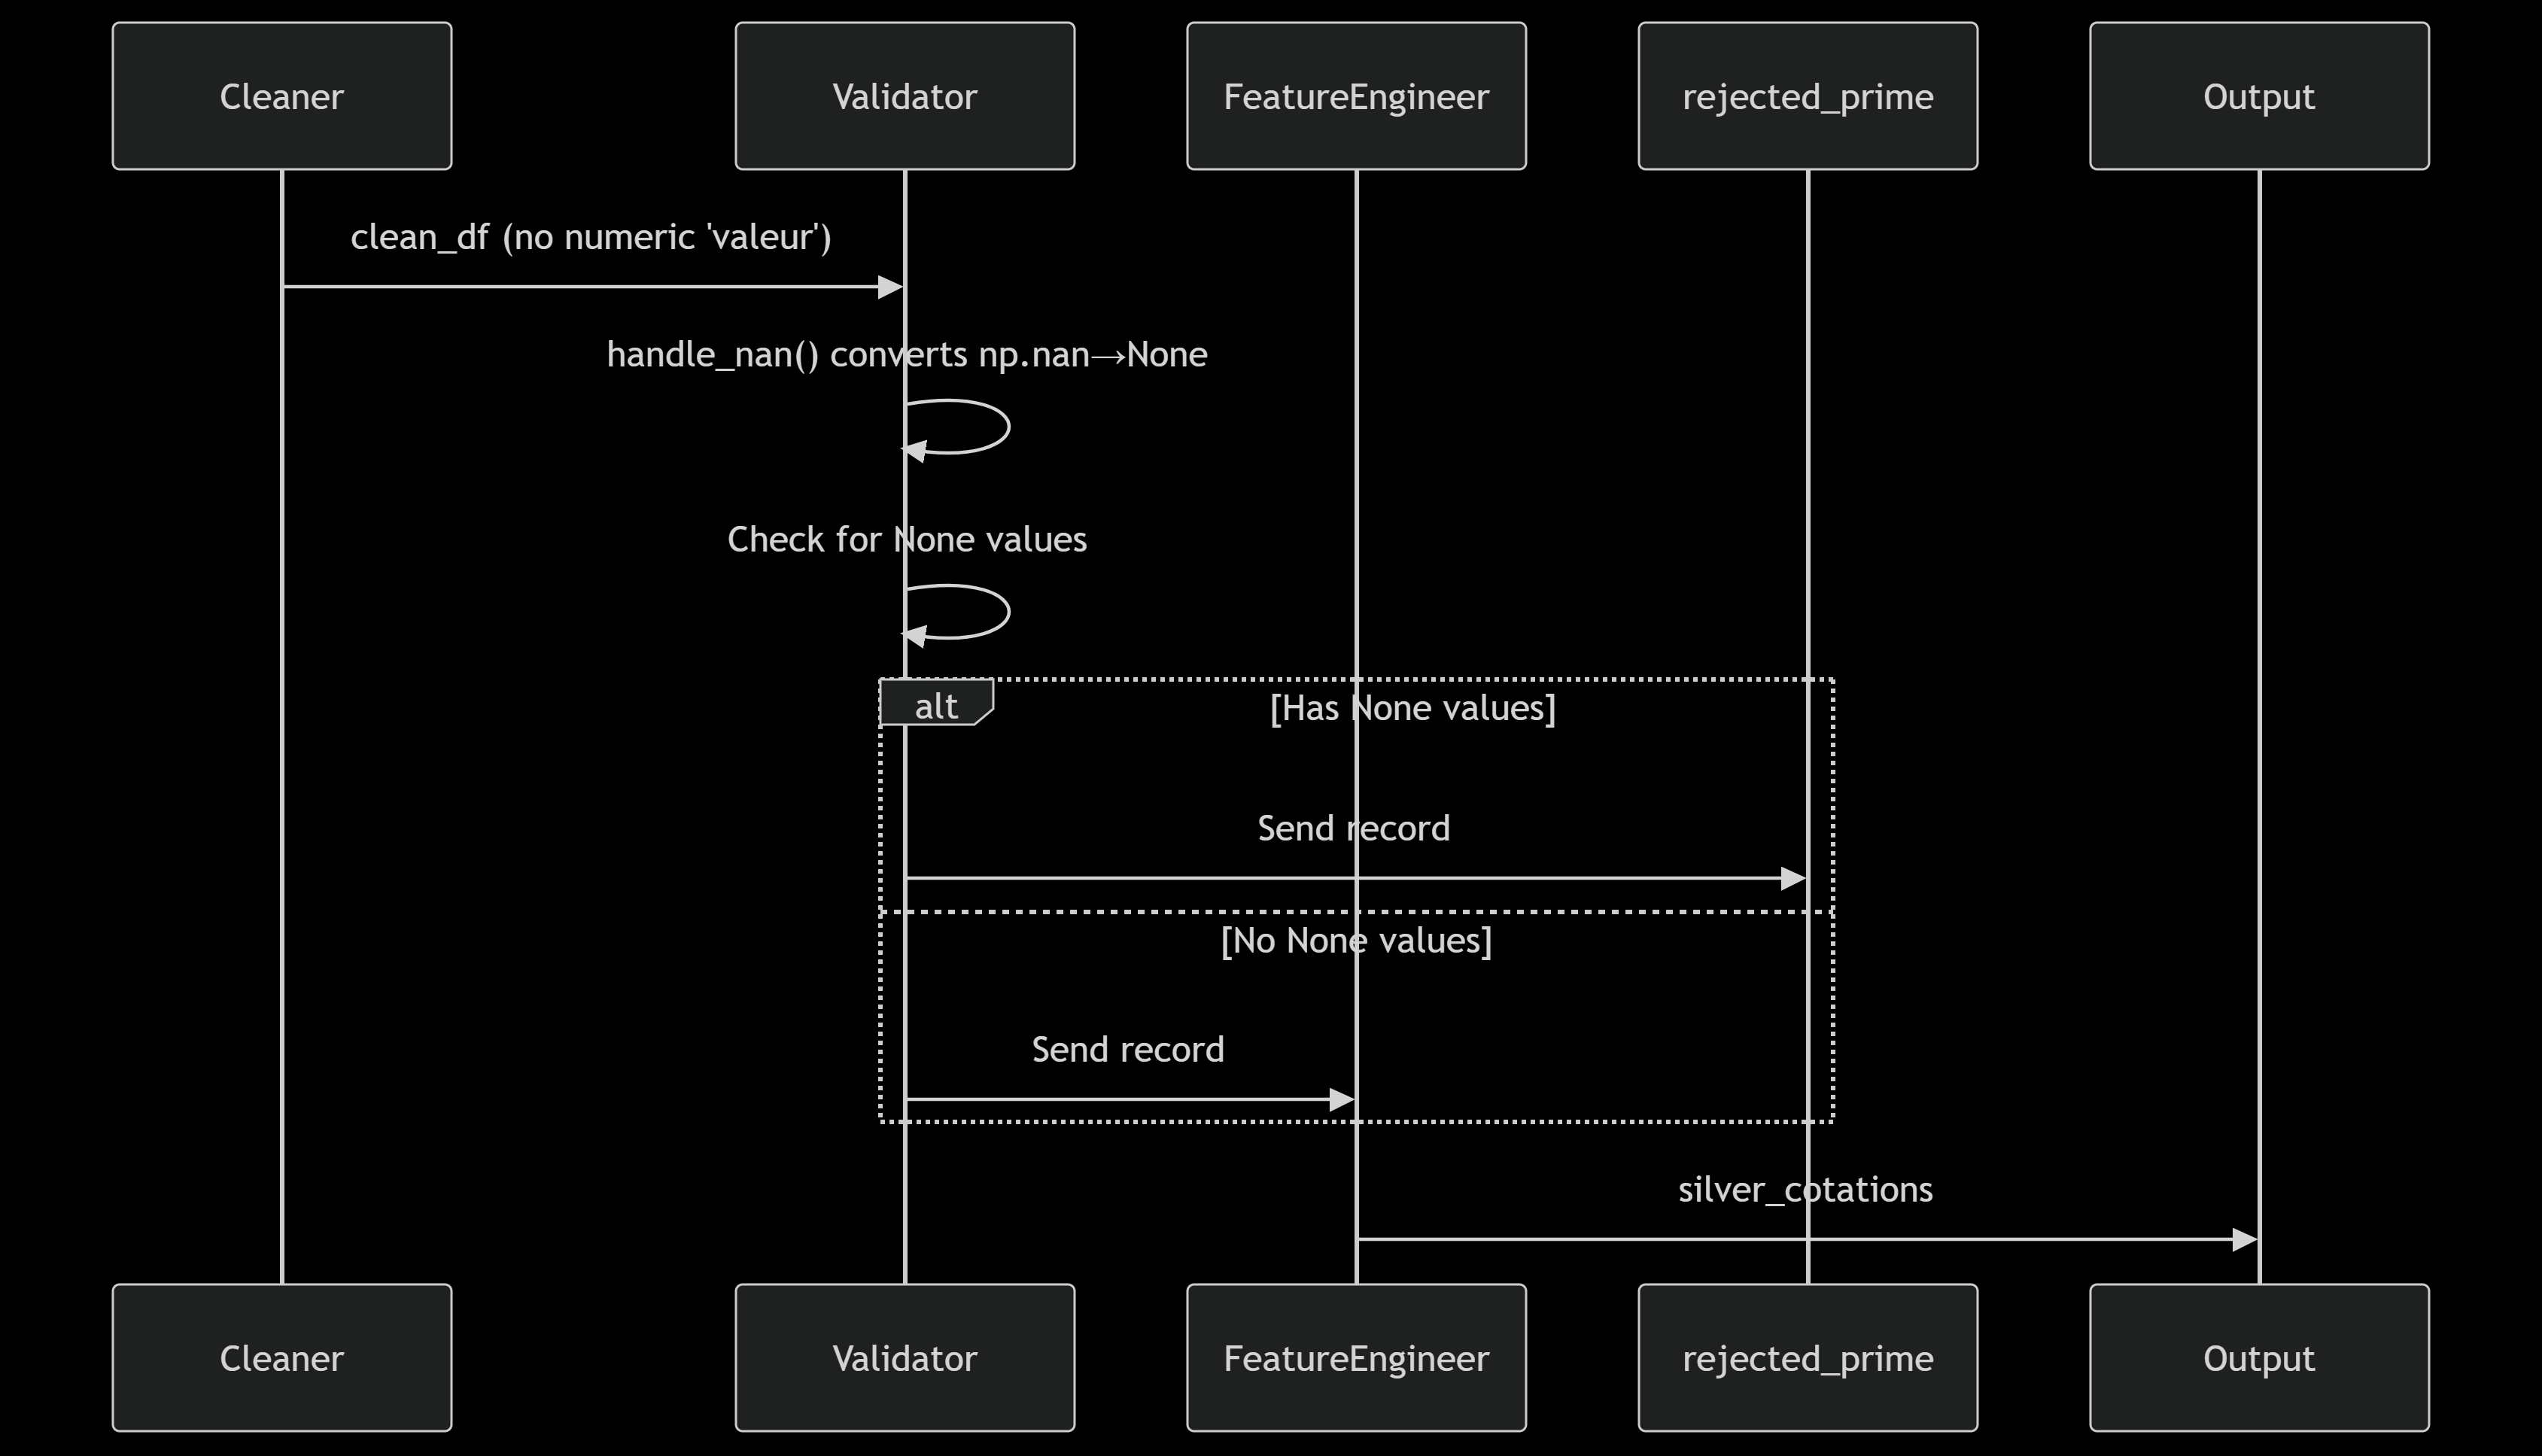 Cleaner
Validator
FeatureEngineer
rejected_prime
Output
clean_df (no numeric 'valeur')
handle_nan() converts np.nan→None
Check for None values
alt
[Has None values]
Send record
[No None values]
Send record
silver_cotations
Cleaner
Validator
FeatureEngineer
rejected_prime
Output